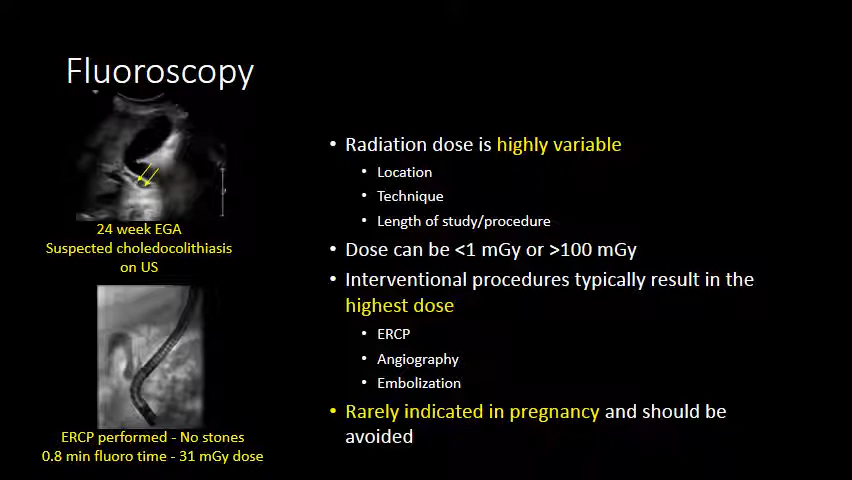 Fluoroscopy
24 week EGA
Suspected choledocolithiasis
on US
ERCP performed - No stones
0.8 min fluoro time - 31 mGy dose
• Radiation dose is highly variable
• Location
• Technique
• Length of study/procedure
• Dose can be <1 mGy or >100 mGy
• Interventional procedures typically result in the
highest dose
• ERCP
• Angiography
• Embolization
• Rarely indicated in pregnancy and should be
avoided